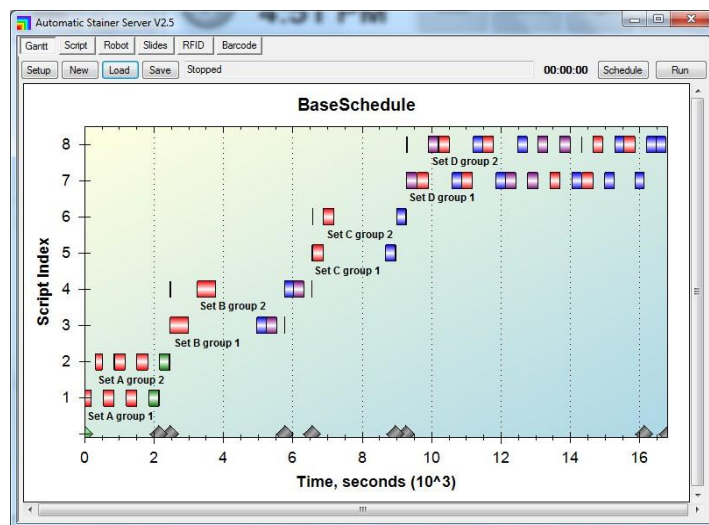 4:51 PM
Automatic Stainer Server V2.5
Gantt Script Robot Slides RFID Barcode
Setup New Load Save Stopped 00:00:00 Schedule Run
BaseSchedule
8
Set D group 2
7
Set D group 1
6
Set C group 2
5
Set C group 1
4
Set B group 2
3
Set B group 1
2
Set A group 2
1
Set A group 1
Script Index
0 2 4 6 8 10 12 14 16
Time, seconds (10^3)